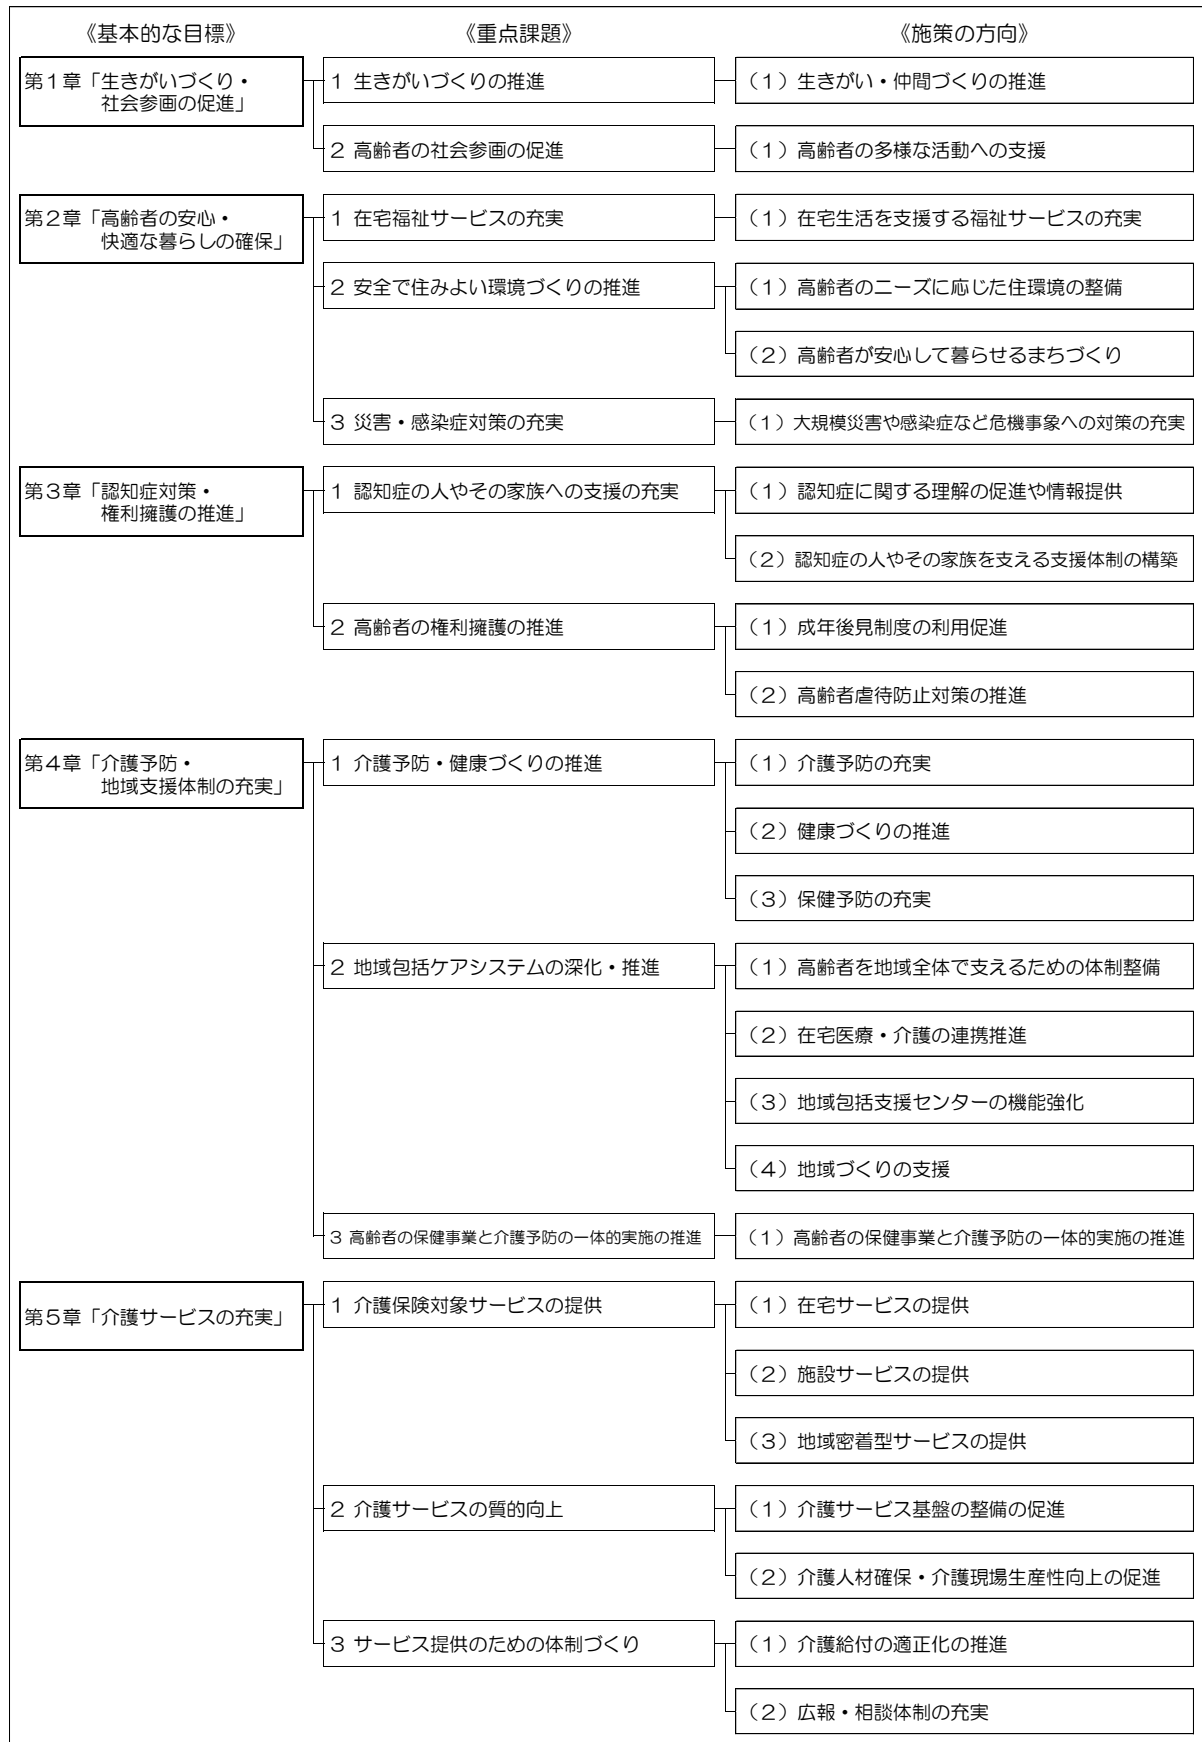 《基本的な目標》
《重点課題》
《施策の方向》
第1章「生きがいづくり・
社会参画の促進」
1 生きがいづくりの推進
（1）生きがい・仲間づくりの推進
2 高齢者の社会参画の促進
（1）高齢者の多様な活動への支援
第2章「高齢者の安心・
快適な暮らしの確保」
1 在宅福祉サービスの充実
（1）在宅生活を支援する福祉サービスの充実
2 安全で住みよい環境づくりの推進
（1）高齢者のニーズに応じた住環境の整備
（2）高齢者が安心して暮らせるまちづくり
3 災害・感染症対策の充実
（1）大規模災害や感染症など危機事象への対策の充実
第3章「認知症対策・
権利擁護の推進」
1 認知症の人やその家族への支援の充実
（1）認知症に関する理解の促進や情報提供
（2）認知症の人やその家族を支える支援体制の構築
2 高齢者の権利擁護の推進
（1）成年後見制度の利用促進
（2）高齢者虐待防止対策の推進
第4章「介護予防・
地域支援体制の充実」
1 介護予防・健康づくりの推進
（1）介護予防の充実
（2）健康づくりの推進
（3）保健予防の充実
2 地域包括ケアシステムの深化・推進
（1）高齢者を地域全体で支えるための体制整備
（2）在宅医療・介護の連携推進
（3）地域包括支援センターの機能強化
（4）地域づくりの支援
3 高齢者の保健事業と介護予防の一体的実施の推進
（1）高齢者の保健事業と介護予防の一体的実施の推進
第5章「介護サービスの充実」
1 介護保険対象サービスの提供
（1）在宅サービスの提供
（2）施設サービスの提供
（3）地域密着型サービスの提供
2 介護サービスの質的向上
（1）介護サービス基盤の整備の促進
（2）介護人材確保・介護現場生産性向上の促進
3 サービス提供のための体制づくり
（1）介護給付の適正化の推進
（2）広報・相談体制の充実